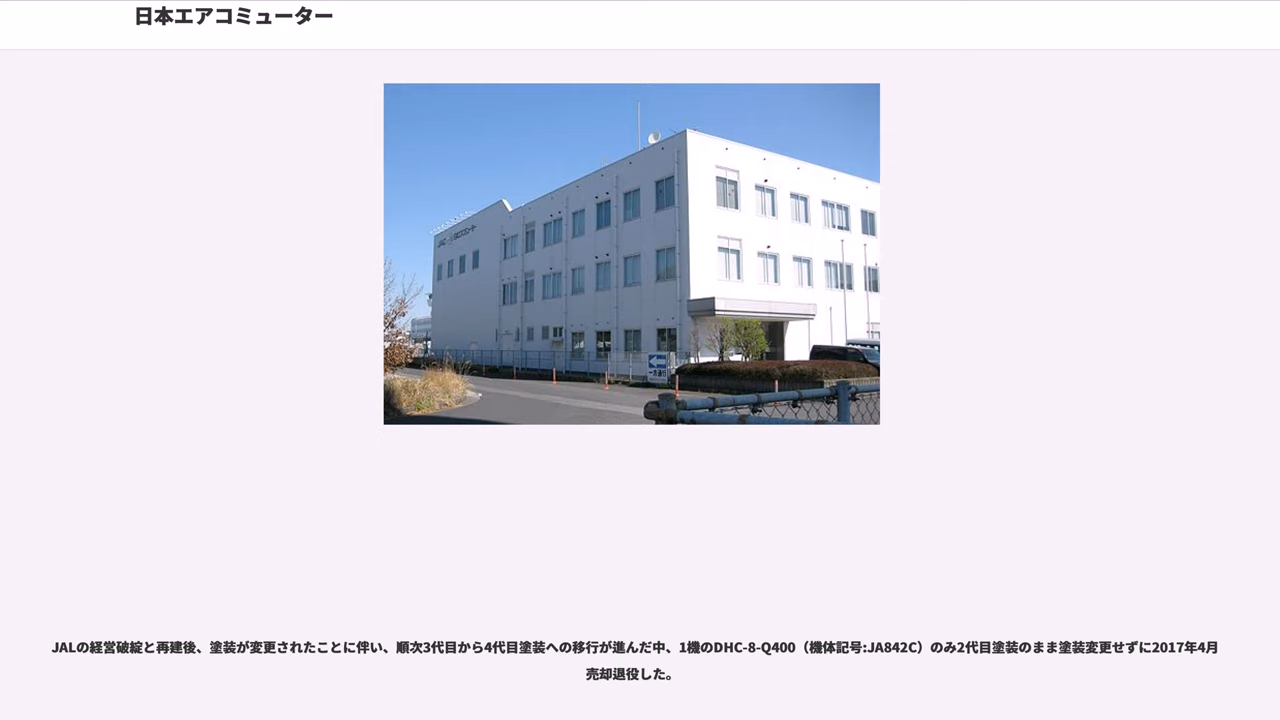 日本エアコミューター
一方通行
JALの経営破綻と再建後、塗装が変更されたことに伴い、順次3代目から4代目塗装への移行が進んだ中、1機のDHC-8-Q400（機体記号:JA842C）のみ2代目塗装のまま塗装変更せずに2017年4月
売却退役した。